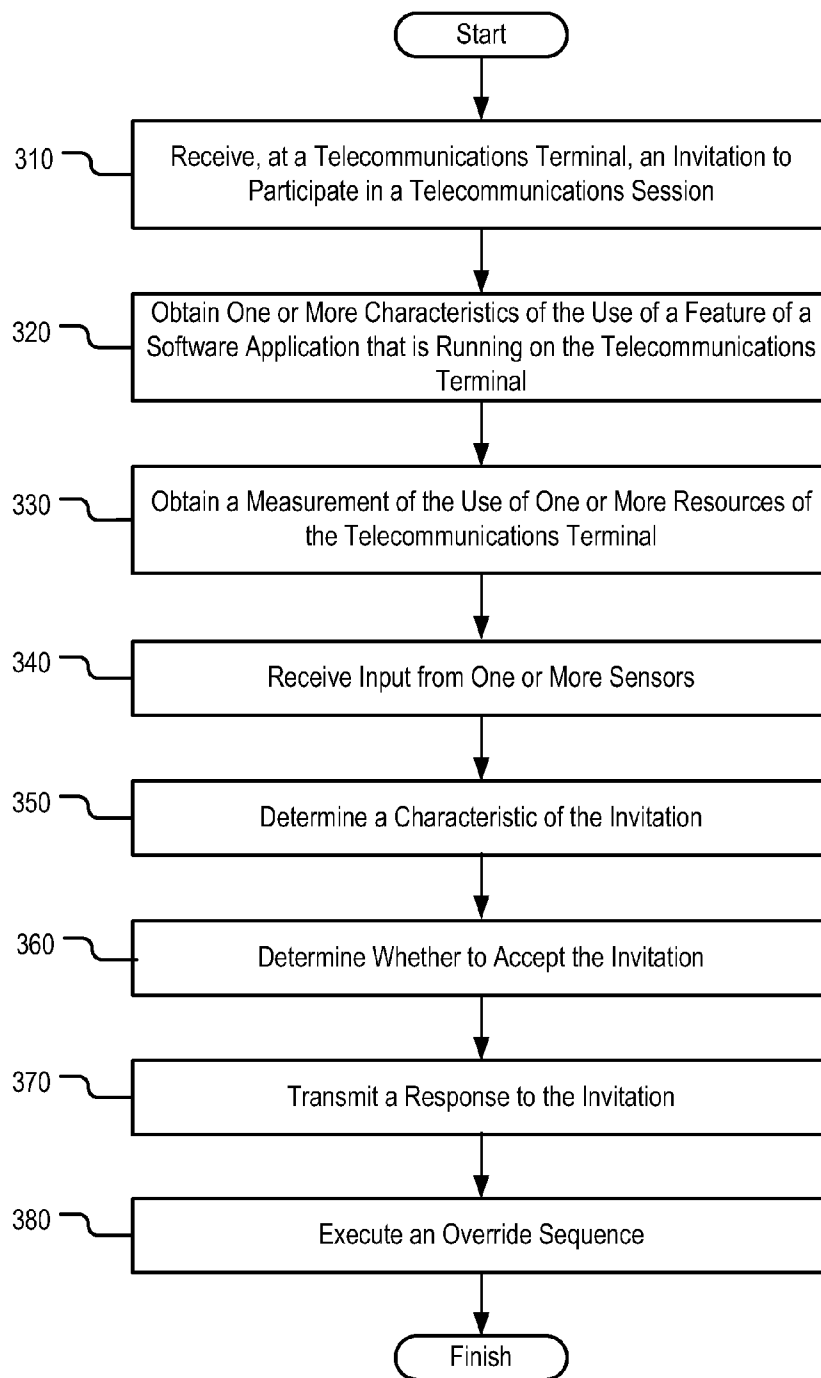 Start
310
Receive, at a Telecommunications Terminal, an Invitation to
Participate in a Telecommunications Session
320
Obtain One or More Characteristics of the Use of a Feature of a
Software Application that is Running on the Telecommunications
Terminal
330
Obtain a Measurement of the Use of One or More Resources of
the Telecommunications Terminal
340
Receive Input from One or More Sensors
350
Determine a Characteristic of the Invitation
360
Determine Whether to Accept the Invitation
370
Transmit a Response to the Invitation
380
Execute an Override Sequence
Finish